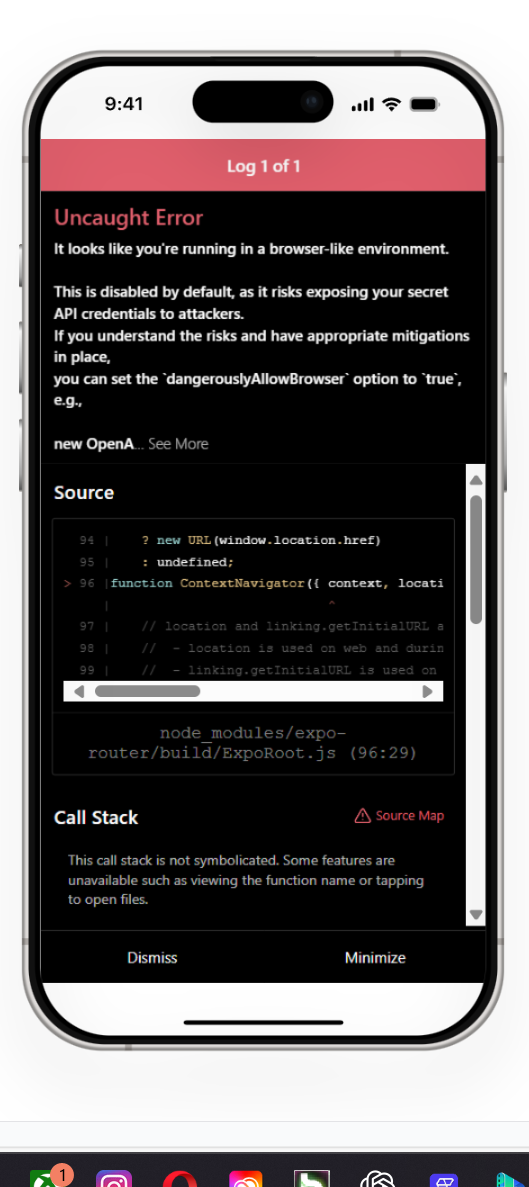 9:41
Log 1 of 1
Uncaught Error
It looks like you're running in a browser-like environment.
This is disabled by default, as it risks exposing your secret
API credentials to attackers.
If you understand the risks and have appropriate mitigations
in place,
you can set the `dangerouslyAllowBrowser` option to `true`,
e.g.,
new OpenA... See More
Source
94 | ? new URL(window.location.href)
95 | : undefined;
> 96 |function ContextNavigator({ context, locati
| ^
97 | // location and linking.getInitialURL a
98 | // - location is used on web and durin
99 | // - linking.getInitialURL is used on
node_modules/expo-
router/build/ExpoRoot.js (96:29)
Call Stack
Source Map
This call stack is not symbolicated. Some features are
unavailable such as viewing the function name or tapping
to open files.
Dismiss
Minimize
1